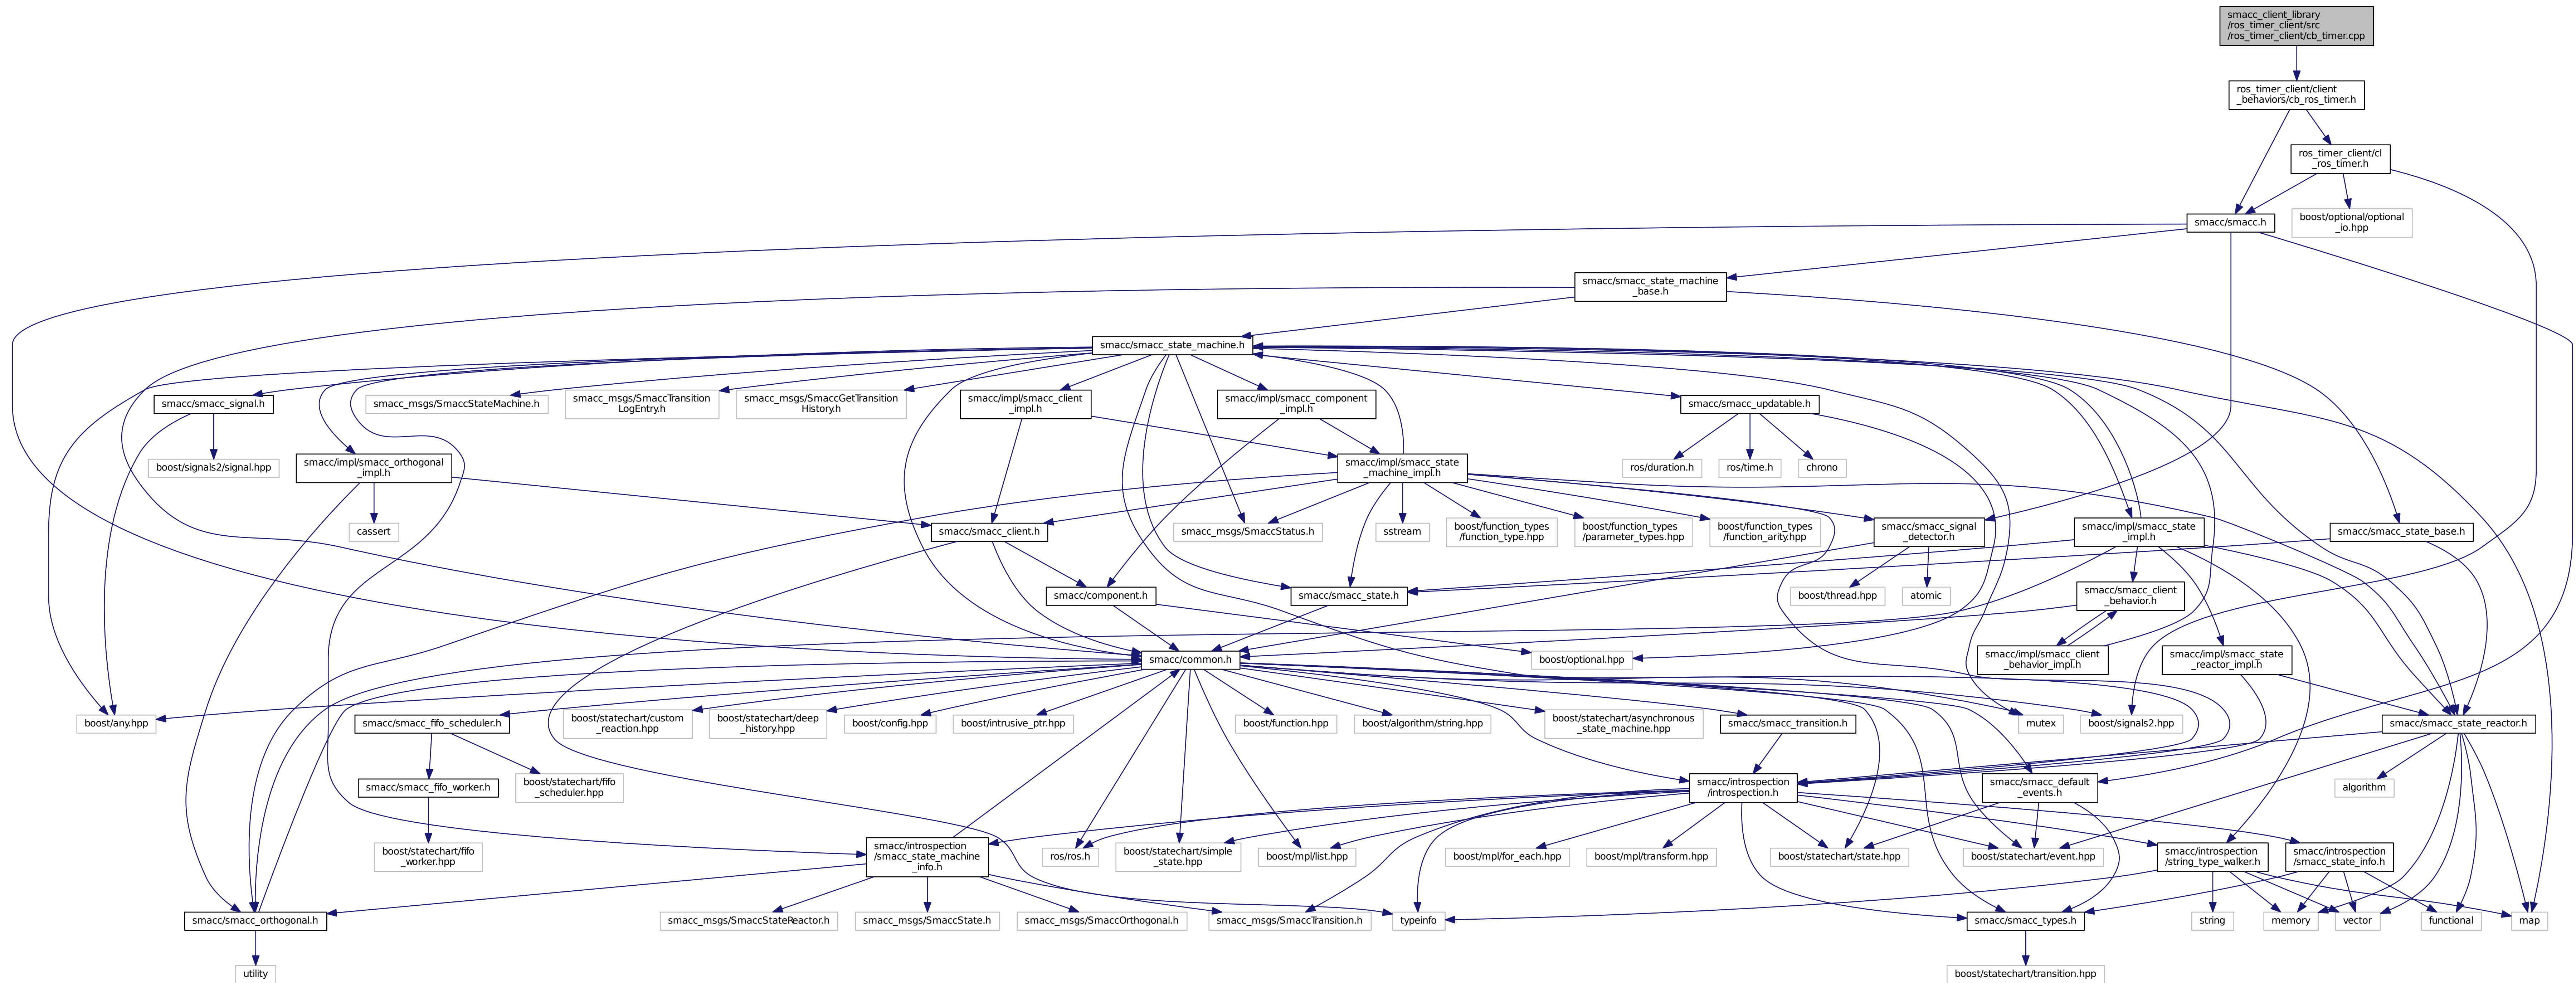 smacc_client_library
/ros_timer_client/src
/ros_timer_client/cb_timer.cpp
ros_timer_client/client
_behaviors/cb_ros_timer.h
ros_timer_client/cl
_ros_timer.h
smacc/smacc.h
boost/optional/optional
_io.hpp
smacc/smacc_state_machine
_base.h
smacc/smacc_state_machine.h
smacc/smacc_signal.h
smacc_msgs/SmaccStateMachine.h
smacc_msgs/SmaccTransition
LogEntry.h
smacc_msgs/SmaccGetTransition
History.h
smacc/impl/smacc_client
_impl.h
smacc/impl/smacc_component
_impl.h
smacc/smacc_updatable.h
boost/signals2/signal.hpp
smacc/impl/smacc_orthogonal
_impl.h
smacc/impl/smacc_state
_machine_impl.h
ros/duration.h
ros/time.h
chrono
cassert
smacc/smacc_client.h
smacc_msgs/SmaccStatus.h
sstream
boost/function_types
/function_type.hpp
boost/function_types
/parameter_types.hpp
boost/function_types
/function_arity.hpp
smacc/smacc_signal
_detector.h
smacc/impl/smacc_state
_impl.h
smacc/smacc_state_base.h
smacc/component.h
smacc/smacc_state.h
boost/thread.hpp
atomic
smacc/smacc_client
_behavior.h
smacc/common.h
boost/optional.hpp
smacc/impl/smacc_client
_behavior_impl.h
smacc/impl/smacc_state
_reactor_impl.h
boost/any.hpp
smacc/smacc_fifo_scheduler.h
boost/statechart/custom
_reaction.hpp
boost/statechart/deep
_history.hpp
boost/config.hpp
boost/intrusive_ptr.hpp
boost/function.hpp
boost/algorithm/string.hpp
boost/statechart/asynchronous
_state_machine.hpp
smacc/smacc_transition.h
mutex
boost/signals2.hpp
smacc/smacc_state_reactor.h
smacc/smacc_fifo_worker.h
boost/statechart/fifo
_scheduler.hpp
smacc/introspection
/introspection.h
smacc/smacc_default
_events.h
algorithm
boost/statechart/fifo
_worker.hpp
smacc/introspection
/smacc_state_machine
_info.h
ros/ros.h
boost/statechart/simple
_state.hpp
boost/mpl/list.hpp
boost/mpl/for_each.hpp
boost/mpl/transform.hpp
boost/statechart/state.hpp
boost/statechart/event.hpp
smacc/introspection
/string_type_walker.h
smacc/introspection
/smacc_state_info.h
smacc/smacc_orthogonal.h
smacc_msgs/SmaccStateReactor.h
smacc_msgs/SmaccState.h
smacc_msgs/SmaccOrthogonal.h
smacc_msgs/SmaccTransition.h
typeinfo
smacc/smacc_types.h
string
memory
vector
functional
map
utility
boost/statechart/transition.hpp